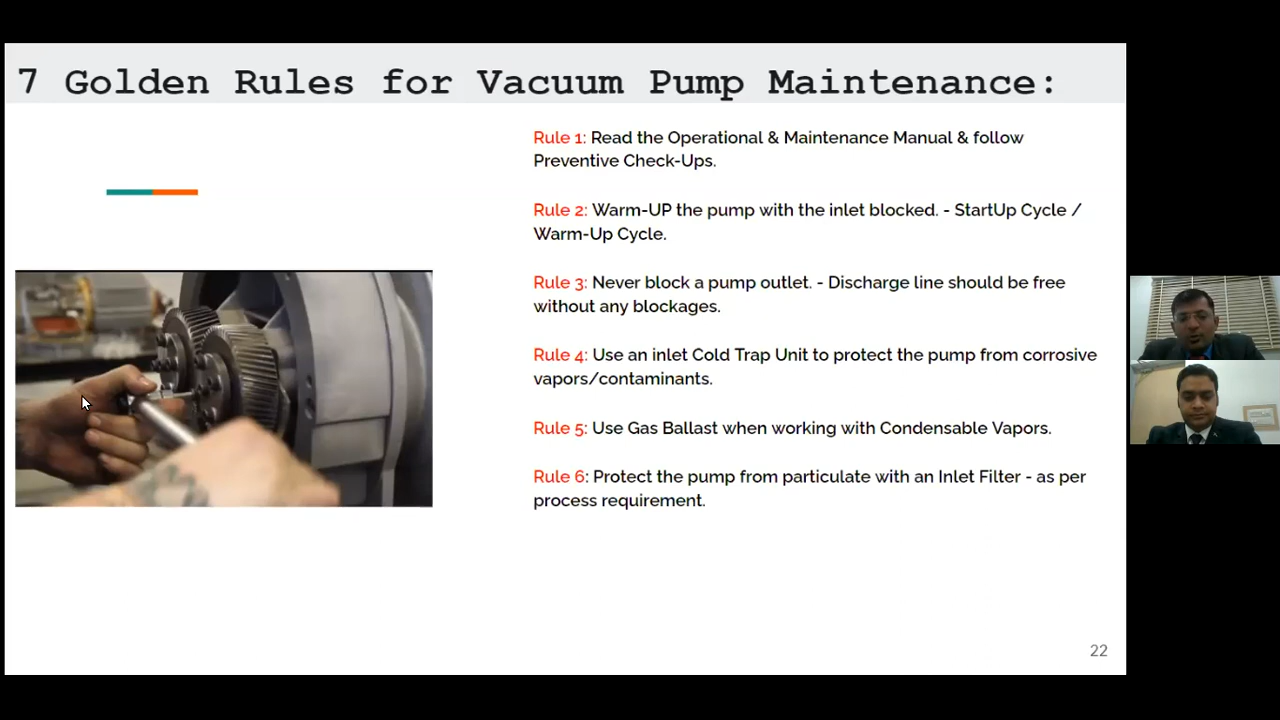 7 Golden Rules for Vacuum Pump Maintenance:
Rule 1: Read the Operational & Maintenance Manual & follow
Preventive Check-Ups.
Rule 2: Warm-UP the pump with the inlet blocked. - StartUp Cycle /
Warm-Up Cycle.
Rule 3: Never block a pump outlet. - Discharge line should be free
without any blockages.
Rule 4: Use an inlet Cold Trap Unit to protect the pump from corrosive
vapors/contaminants.
Rule 5: Use Gas Ballast when working with Condensable Vapors.
Rule 6: Protect the pump from particulate with an Inlet Filter - as per
process requirement.
22